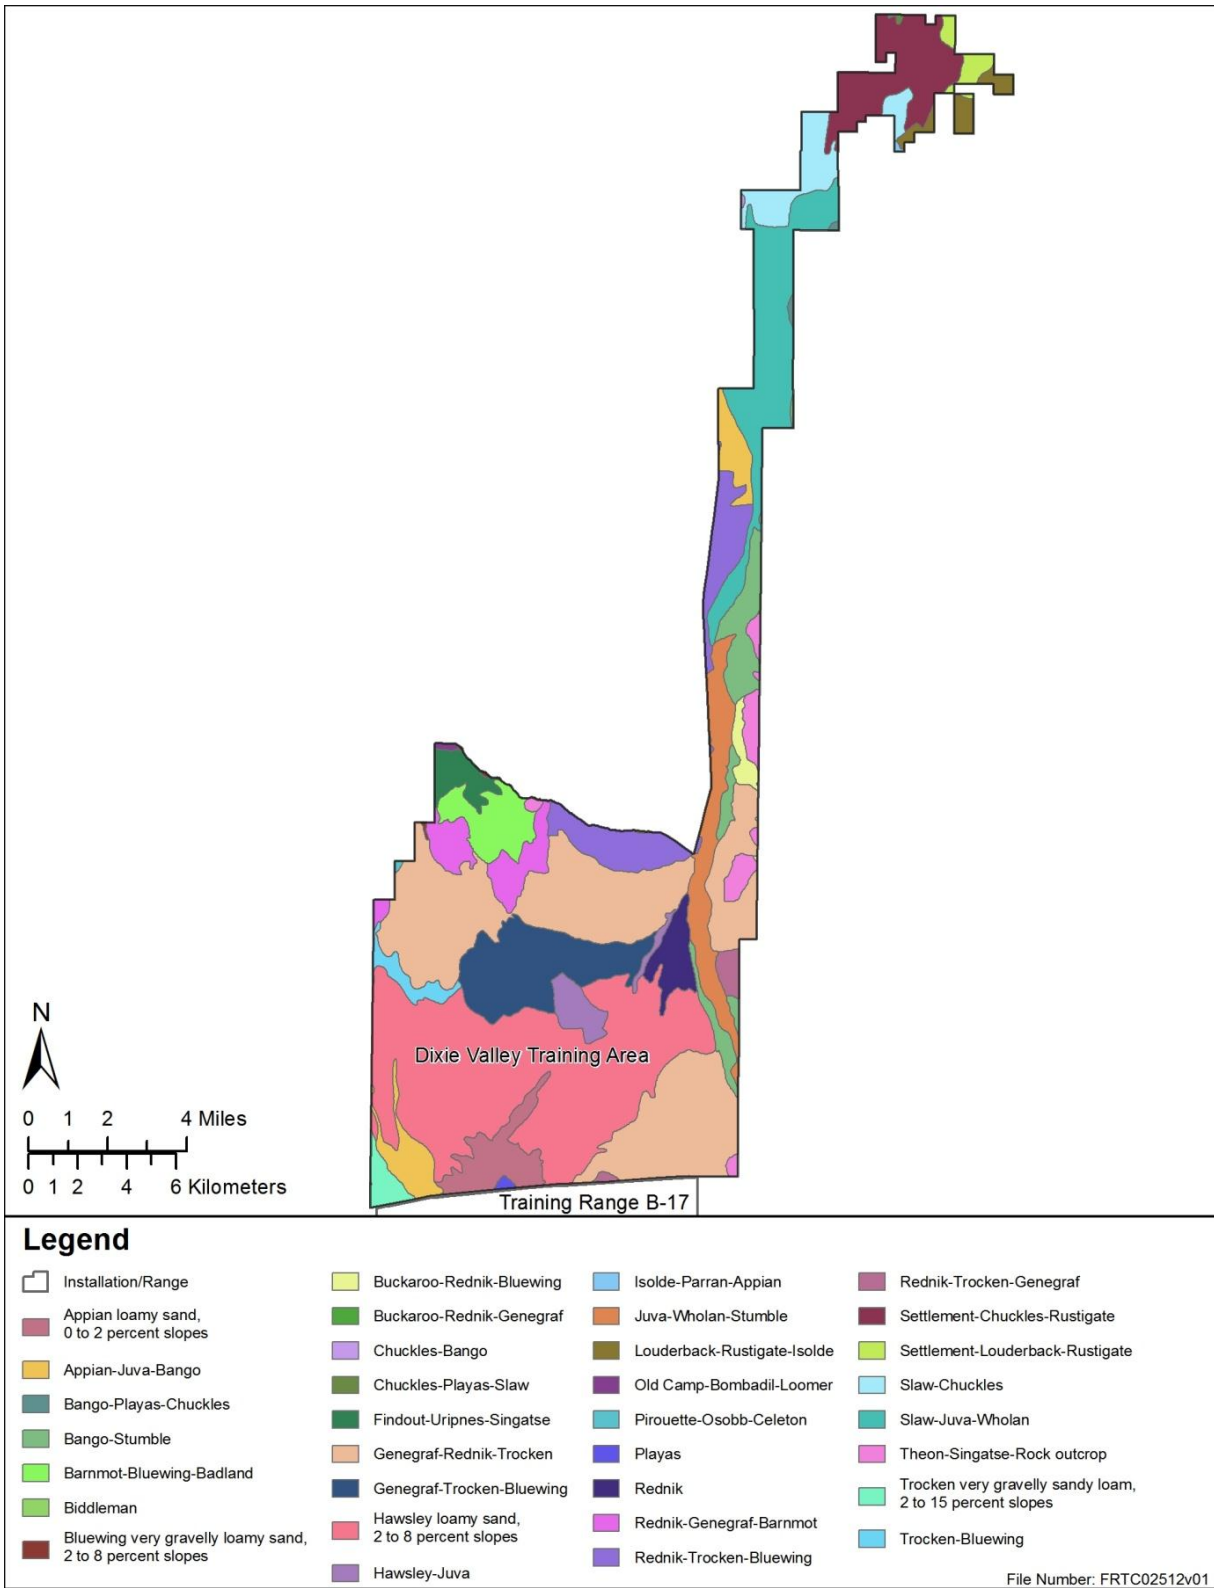 N
Dixie Valley Training Area
0 1 2 4 Miles
0 1 2 4 6 Kilometers
Training Range B-17
Legend
Installation/Range
Appian loamy sand,
0 to 2 percent slopes
Appian-Juva-Bango
Bango-Playas-Chuckles
Bango-Stumble
Barnmot-Bluewing-Badland
Biddleman
Bluewing very gravelly loamy sand,
2 to 8 percent slopes
Buckaroo-Rednik-Bluewing
Buckaroo-Rednik-Genegraf
Chuckles-Bango
Chuckles-Playas-Slaw
Findout-Uripnes-Singatse
Genegraf-Rednik-Trocken
Genegraf-Trocken-Bluewing
Hawsley loamy sand,
2 to 8 percent slopes
Hawsley-Juva
Isolde-Parran-Appian
Juva-Wholan-Stumble
Louderback-Rustigate-Isolde
Old Camp-Bombadil-Loomer
Pirouette-Osobb-Celeton
Playas
Rednik
Rednik-Genegraf-Barnmot
Rednik-Trocken-Bluewing
Rednik-Trocken-Genegraf
Settlement-Chuckles-Rustigate
Settlement-Louderback-Rustigate
Slaw-Chuckles
Slaw-Juva-Wholan
Theon-Singatse-Rock outcrop
Trocken very gravelly sandy loam,
2 to 15 percent slopes
Trocken-Bluewing
File Number: FRTC02512v01